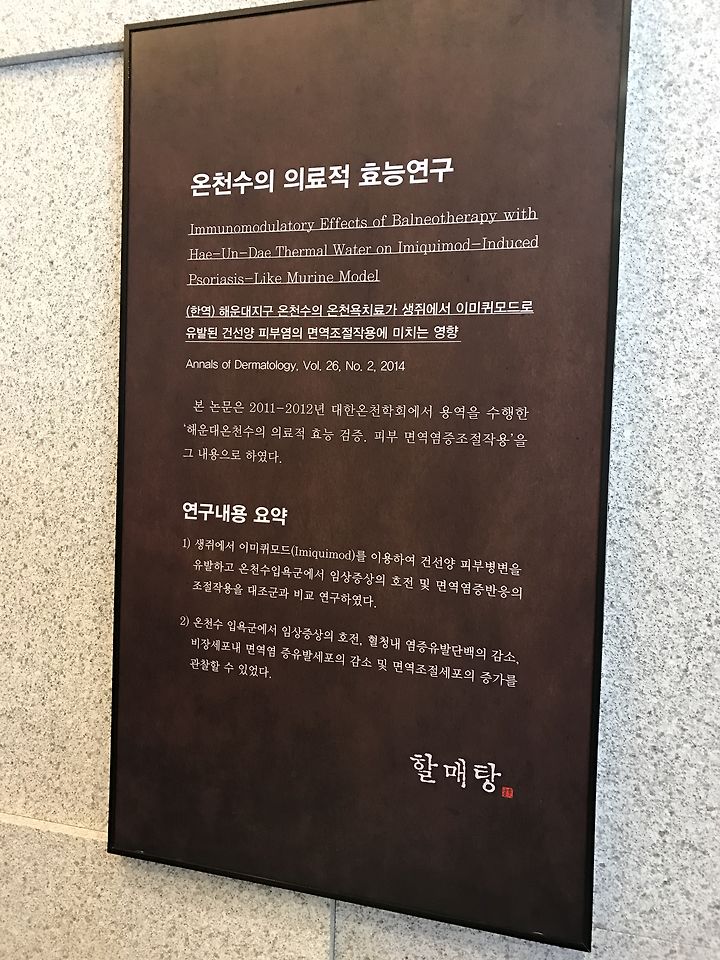 온천수의 의료적 효능연구
Immunomodulatory Effects of Balneotherapy with
Hae-Un-Dae Thermal Water on Imiquimod-Induced
Psoriasis-Like Murine Model
(한역) 해운대지구 온천수의 온천욕치료가 생쥐에서 이미퀴모드로
유발된 건선양 피부염의 면역조절작용에 미치는 영향
Annals of Dermatology, Vol. 26, No. 2, 2014
본 논문은 2011-2012년 대한온천학회에서 용역을 수행한
'해운대온천수의 의료적 효능 검증. 피부 면역염증조절작용'을
그 내용으로 하였다.
연구내용 요약
1) 생쥐에서 이미퀴모드(Imiquimod)를 이용하여 건선양 피부병변을
유발하고 온천수입욕군에서 임상증상의 호전 및 면역염증반응의
조절작용을 대조군과 비교 연구하였다.
2) 온천수 입욕군에서 임상증상의 호전, 혈청내 염증유발단백의 감소,
비장세포내 면역염 증유발세포의 감소 및 면역조절세포의 증가를
관찰할 수 있었다.
할매탕